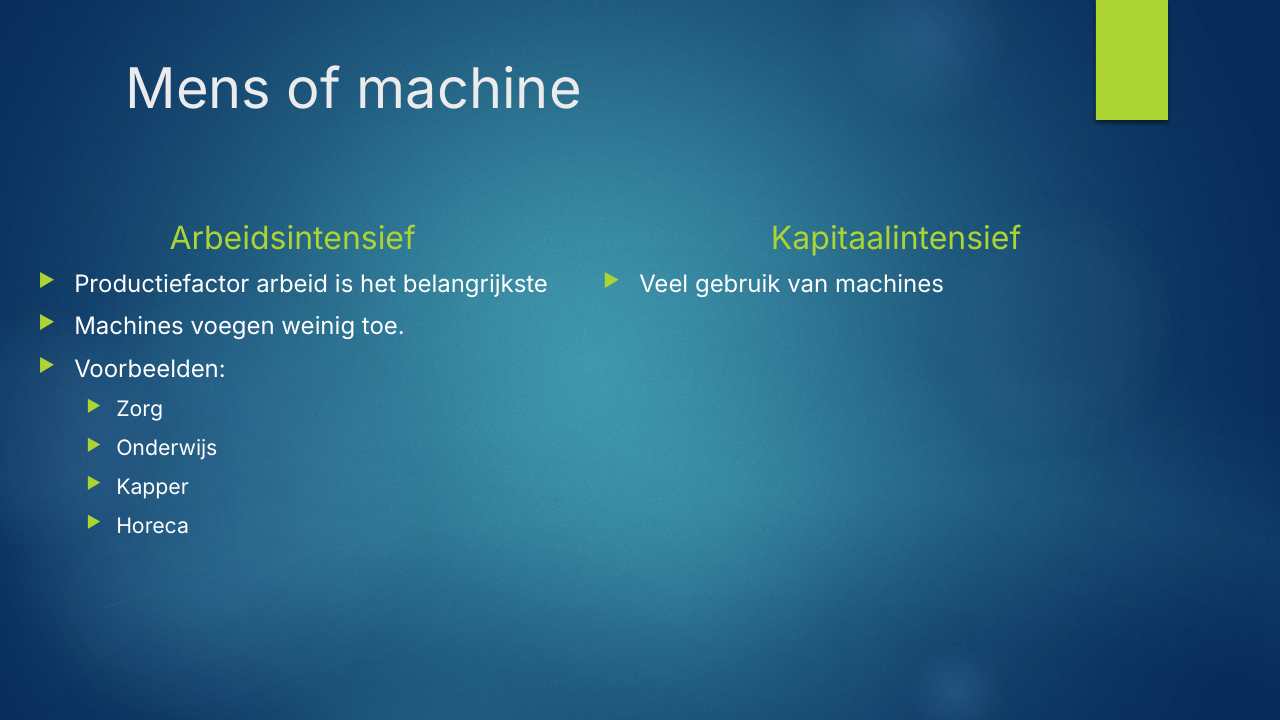 Mens of machine
Arbeidsintensief
Productiefactor arbeid is het belangrijkste
Machines voegen weinig toe.
Voorbeelden:
Zorg
Onderwijs
Kapper
Horeca
Kapitaalintensief
Veel gebruik van machines